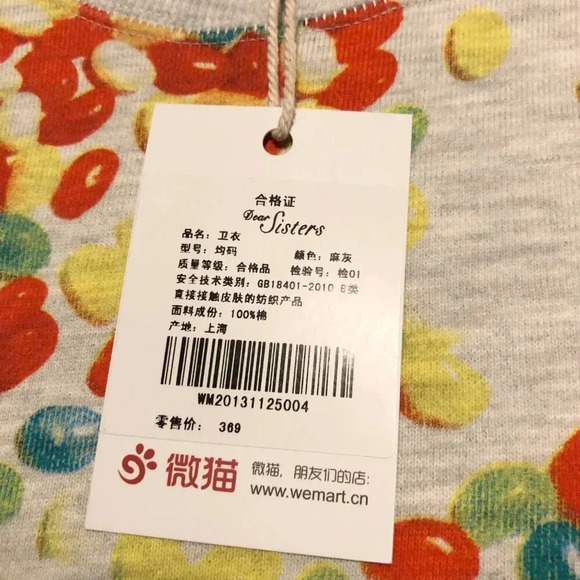 合格证
Dear Sisters
品名: 卫衣
型号: 均码 颜色: 麻灰
质量等级: 合格品 检验号: 检01
安全技术类别: GB18401-2010 B类
直接接触皮肤的纺织产品
面料成份: 100%棉
产地: 上海
WM20131125004
零售价: 369
微猫 微猫,朋友们的店:
www.wemart.cn